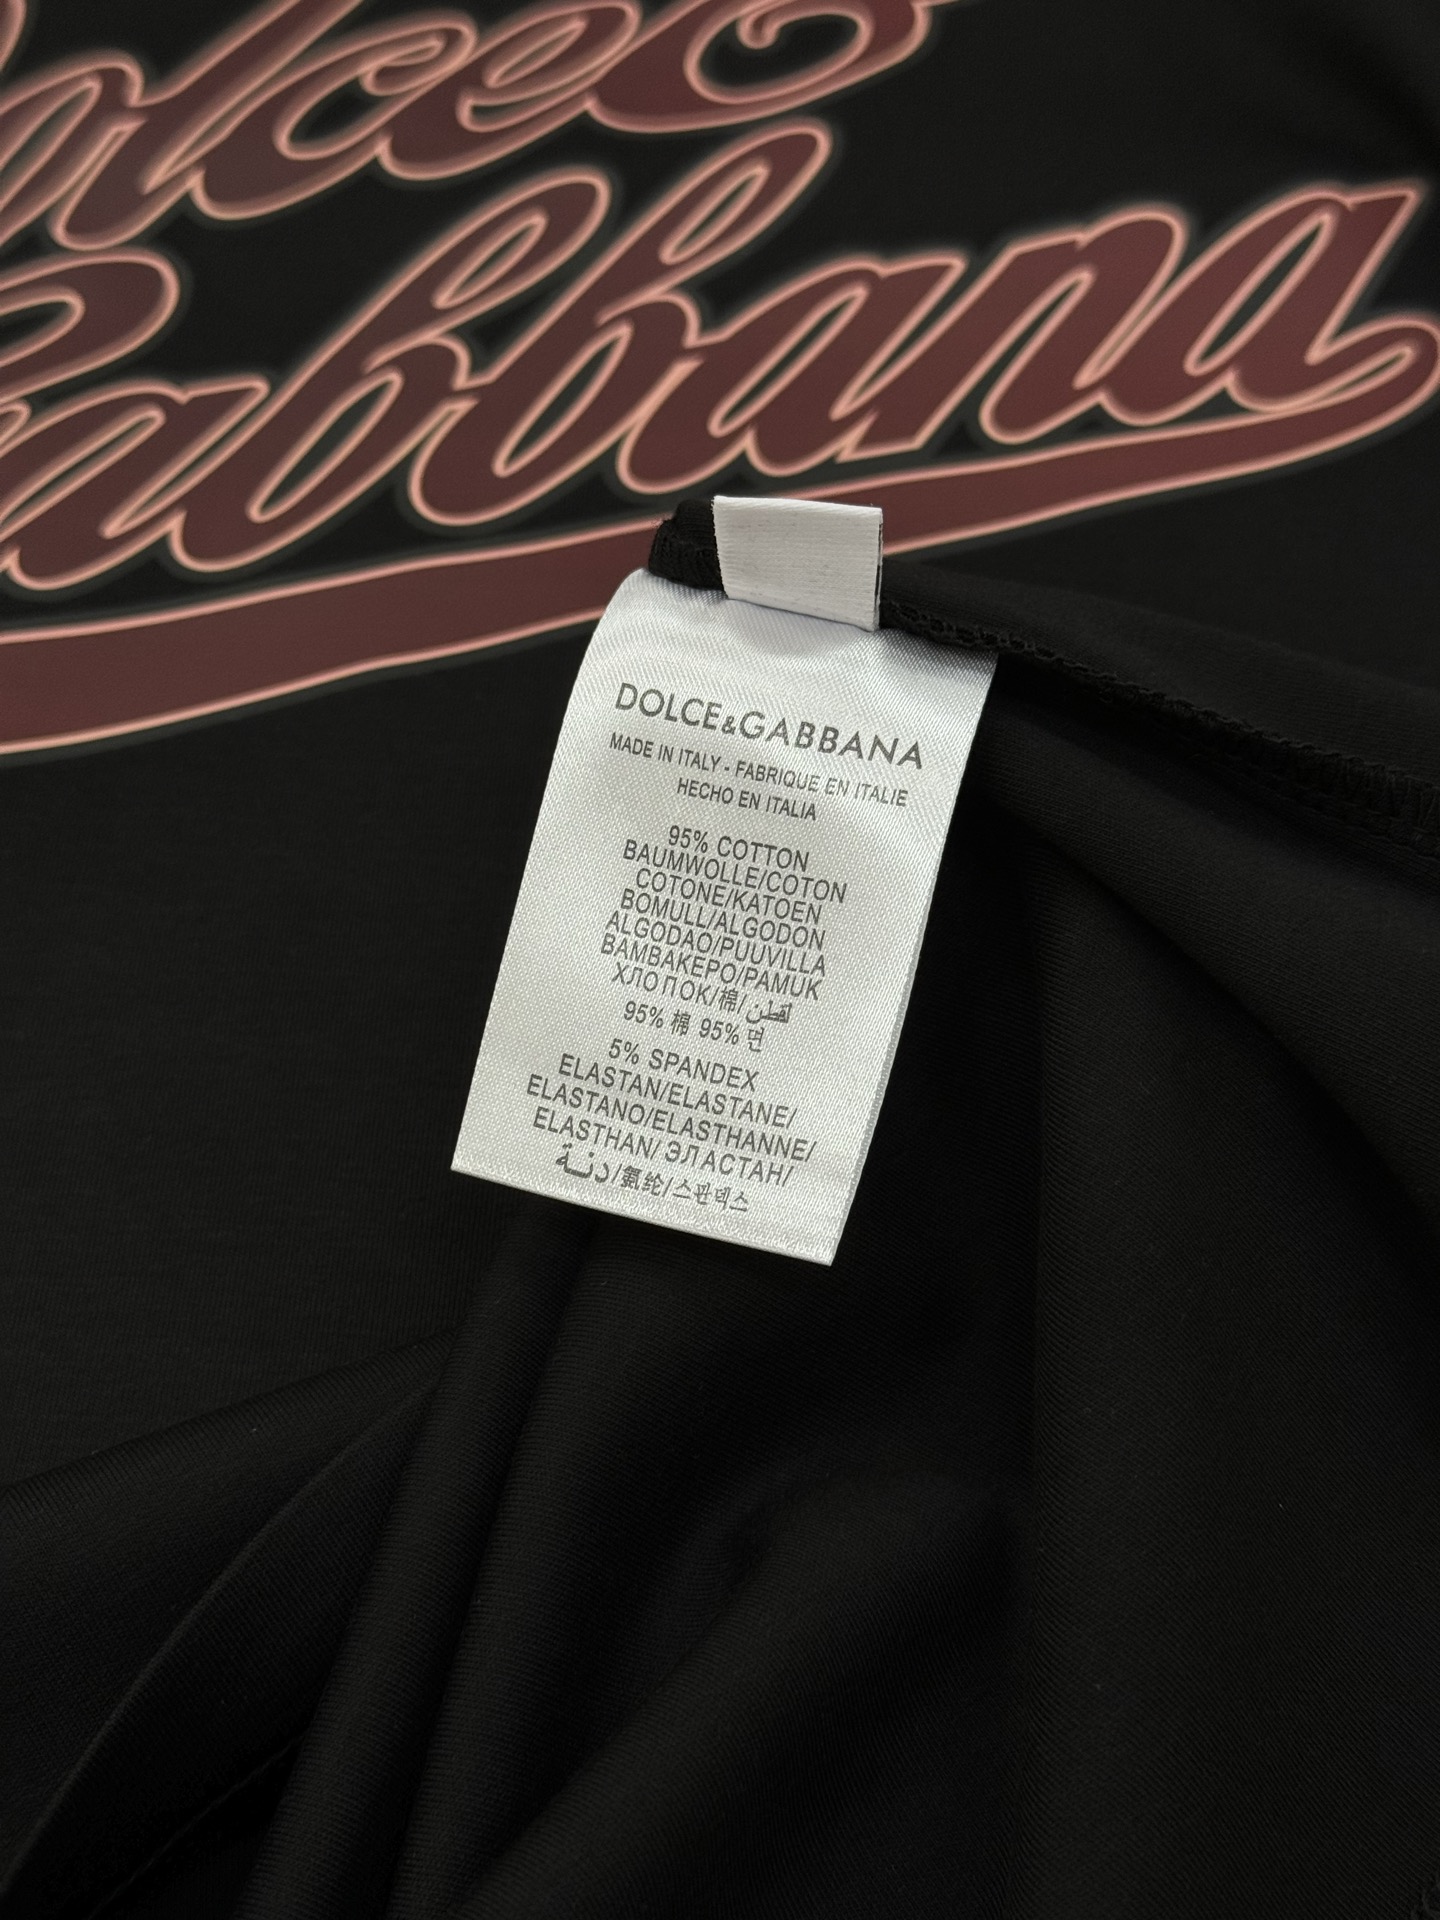 Dolce&
Gabbana
DOLCE&GABBANA
MADE IN ITALY - FABRIQUE EN ITALIE
HECHO EN ITALIA
95% COTTON
BAUMWOLLE/COTON
COTONE/KATOEN
BOMULL/ALGODON
ALGODAO/PUUVILLA
BAMBAKEPO/PAMUK
ХЛОПОК/棉/قطن
95% 棉 95% 면
5% SPANDEX
ELASTAN/ELASTANE/
ELASTANO/ELASTHANNE/
ELASTHAN/ ЭЛАСТАН/
دنـة/氨纶/스판덱스